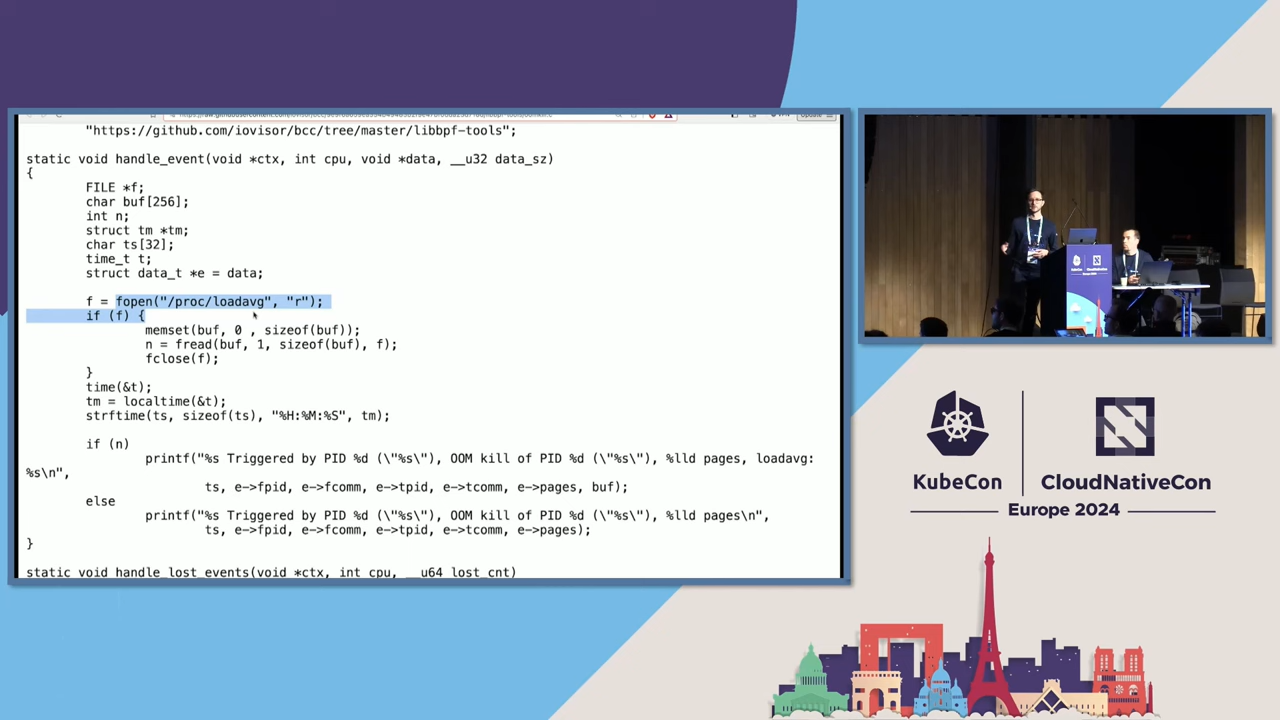 "https://github.com/iovisor/bcc/tree/master/libbpf-tools";
static void handle_event(void *ctx, int cpu, void *data, __u32 data_sz)
{
FILE *f;
char buf[256];
int n;
struct tm *tm;
char ts[32];
time_t t;
struct data_t *e = data;
f = fopen("/proc/loadavg", "r");
if (f) {
memset(buf, 0 , sizeof(buf));
n = fread(buf, 1, sizeof(buf), f);
fclose(f);
}
time(&t);
tm = localtime(&t);
strftime(ts, sizeof(ts), "%H:%M:%S", tm);
if (n)
printf("%s Triggered by PID %d (\"%s\"), OOM kill of PID %d (\"%s\"), %lld pages, loadavg:
%s\n",
ts, e->fpid, e->fcomm, e->tpid, e->tcomm, e->pages, buf);
else
printf("%s Triggered by PID %d (\"%s\"), OOM kill of PID %d (\"%s\"), %lld pages\n",
ts, e->fpid, e->fcomm, e->tpid, e->tcomm, e->pages);
}
static void handle_lost_events(void *ctx, int cpu, __u64 lost_cnt)
KubeCon
CloudNativeCon
Europe 2024